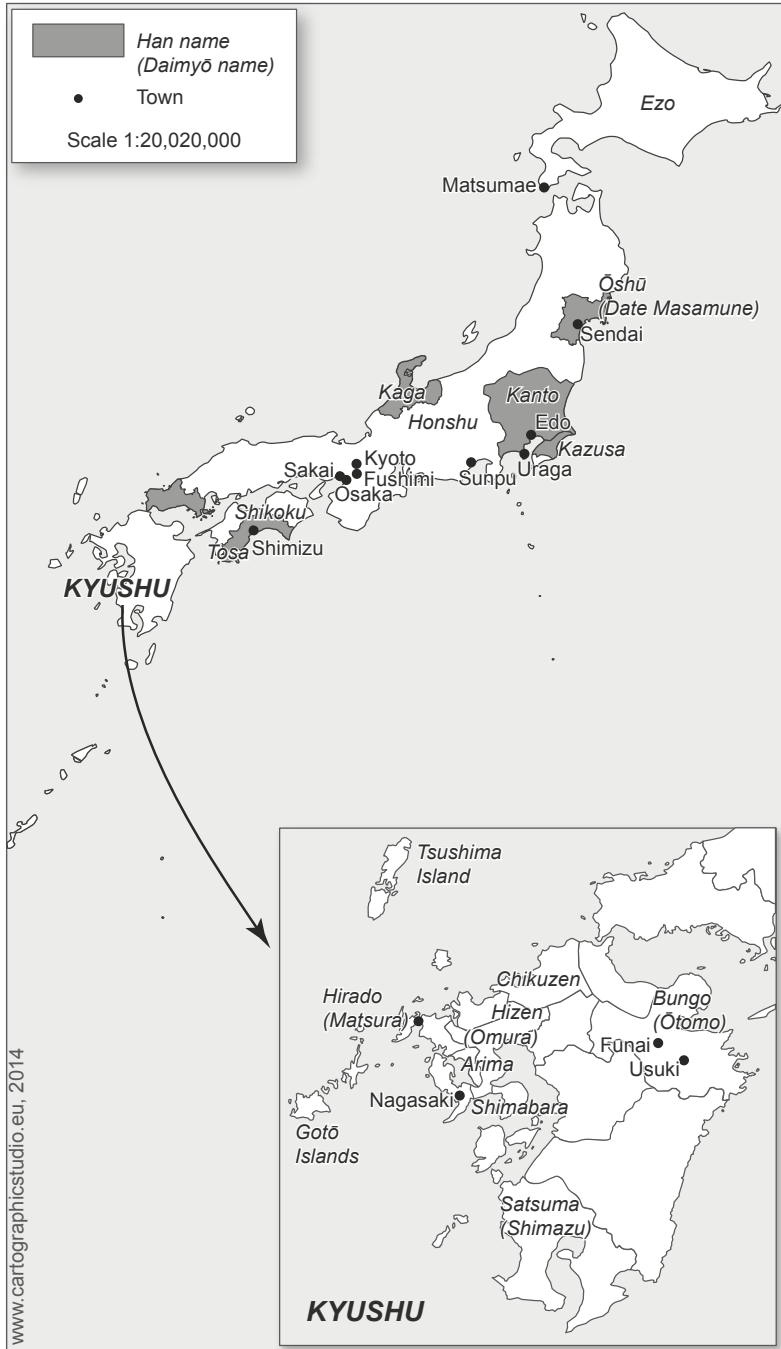 Han name
(Daimyō name)
Town
Scale 1:20,020,000
Ezo
Matsumae
Ōshū
(Date Masamune)
Sendai
Kaga
Kanto
Honshu
Edo
Kazusa
Uraga
Sunpu
Kyoto
Sakai
Fushimi
Osaka
Shikoku
Tosa
Shimizu
KYUSHU
Tsushima
Island
Chikuzen
Hirado
(Matsura)
Hizen
(Omura)
Bungo
(Ōtomo)
Fūnai
Usuki
Arima
Nagasaki
Shimabara
Gotō
Islands
Satsuma
(Shimazu)
KYUSHU
www.cartographicstudio.eu, 2014